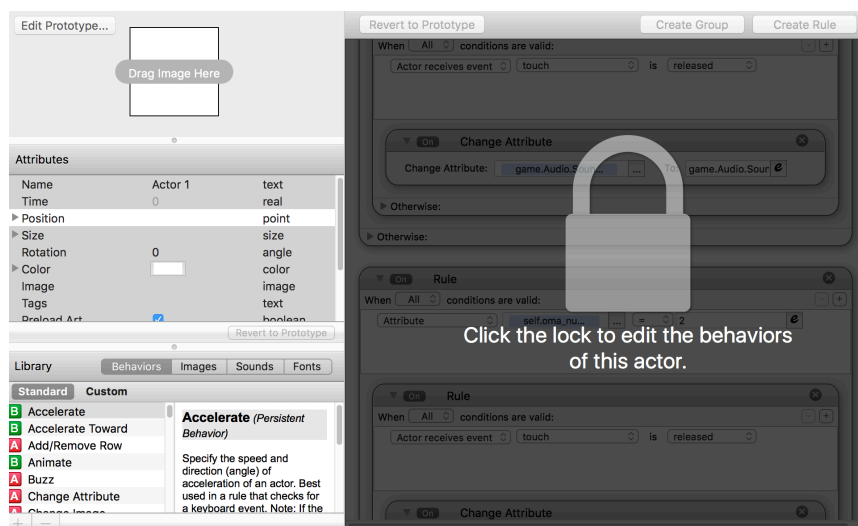 Edit Prototype...
Drag Image Here
Attributes
Name Actor 1 text
Time 0 real
Position point
Size size
Rotation 0 angle
Color color
Image image
Tags text
Preload Art boolean
Revert to Prototype
Library Behaviors Images Sounds Fonts
Standard Custom
B Accelerate
B Accelerate Toward
A Add/Remove Row
B Animate
A Buzz
A Change Attribute
A Change Image
Accelerate (Persistent
Behavior)
Specify the speed and
direction (angle) of
acceleration of an actor. Best
used in a rule that checks for
a keyboard event. Note: If the
Revert to Prototype Create Group Create Rule
When All conditions are valid:
Actor receives event touch is released
On Change Attribute
Change Attribute: game.Audio.Soun... ... To: game.Audio.Sour e
Otherwise:
Otherwise:
On Rule
When All conditions are valid:
Attribute self.oma_nu... ... = 2 e
Click the lock to edit the behaviors
of this actor.
On Rule
When All conditions are valid:
Actor receives event touch is released
On Change Attribute